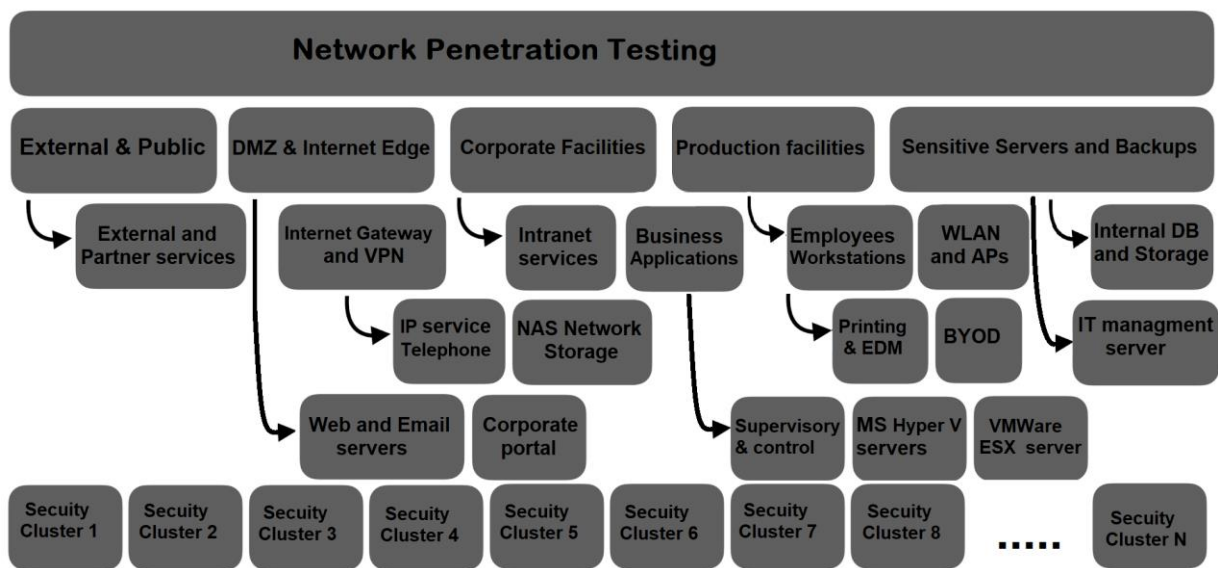 Network Penetration Testing
External & Public
DMZ & Internet Edge
Corporate Facilities
Production facilities
Sensitive Servers and Backups
External and
Partner services
Internet Gateway
and VPN
Intranet
services
Business
Applications
Employees
Workstations
WLAN
and APs
Internal DB
and Storage
IP service
Telephone
NAS Network
Storage
Printing
& EDM
BYOD
IT managment
server
Web and Email
servers
Corporate
portal
Supervisory
& control
MS Hyper V
servers
VMWare
ESX server
Secuity
Cluster 1
Secuity
Cluster 2
Secuity
Cluster 3
Secuity
Cluster 4
Secuity
Cluster 5
Secuity
Cluster 6
Secuity
Cluster 7
Secuity
Cluster 8
.....
Secuity
Cluster N